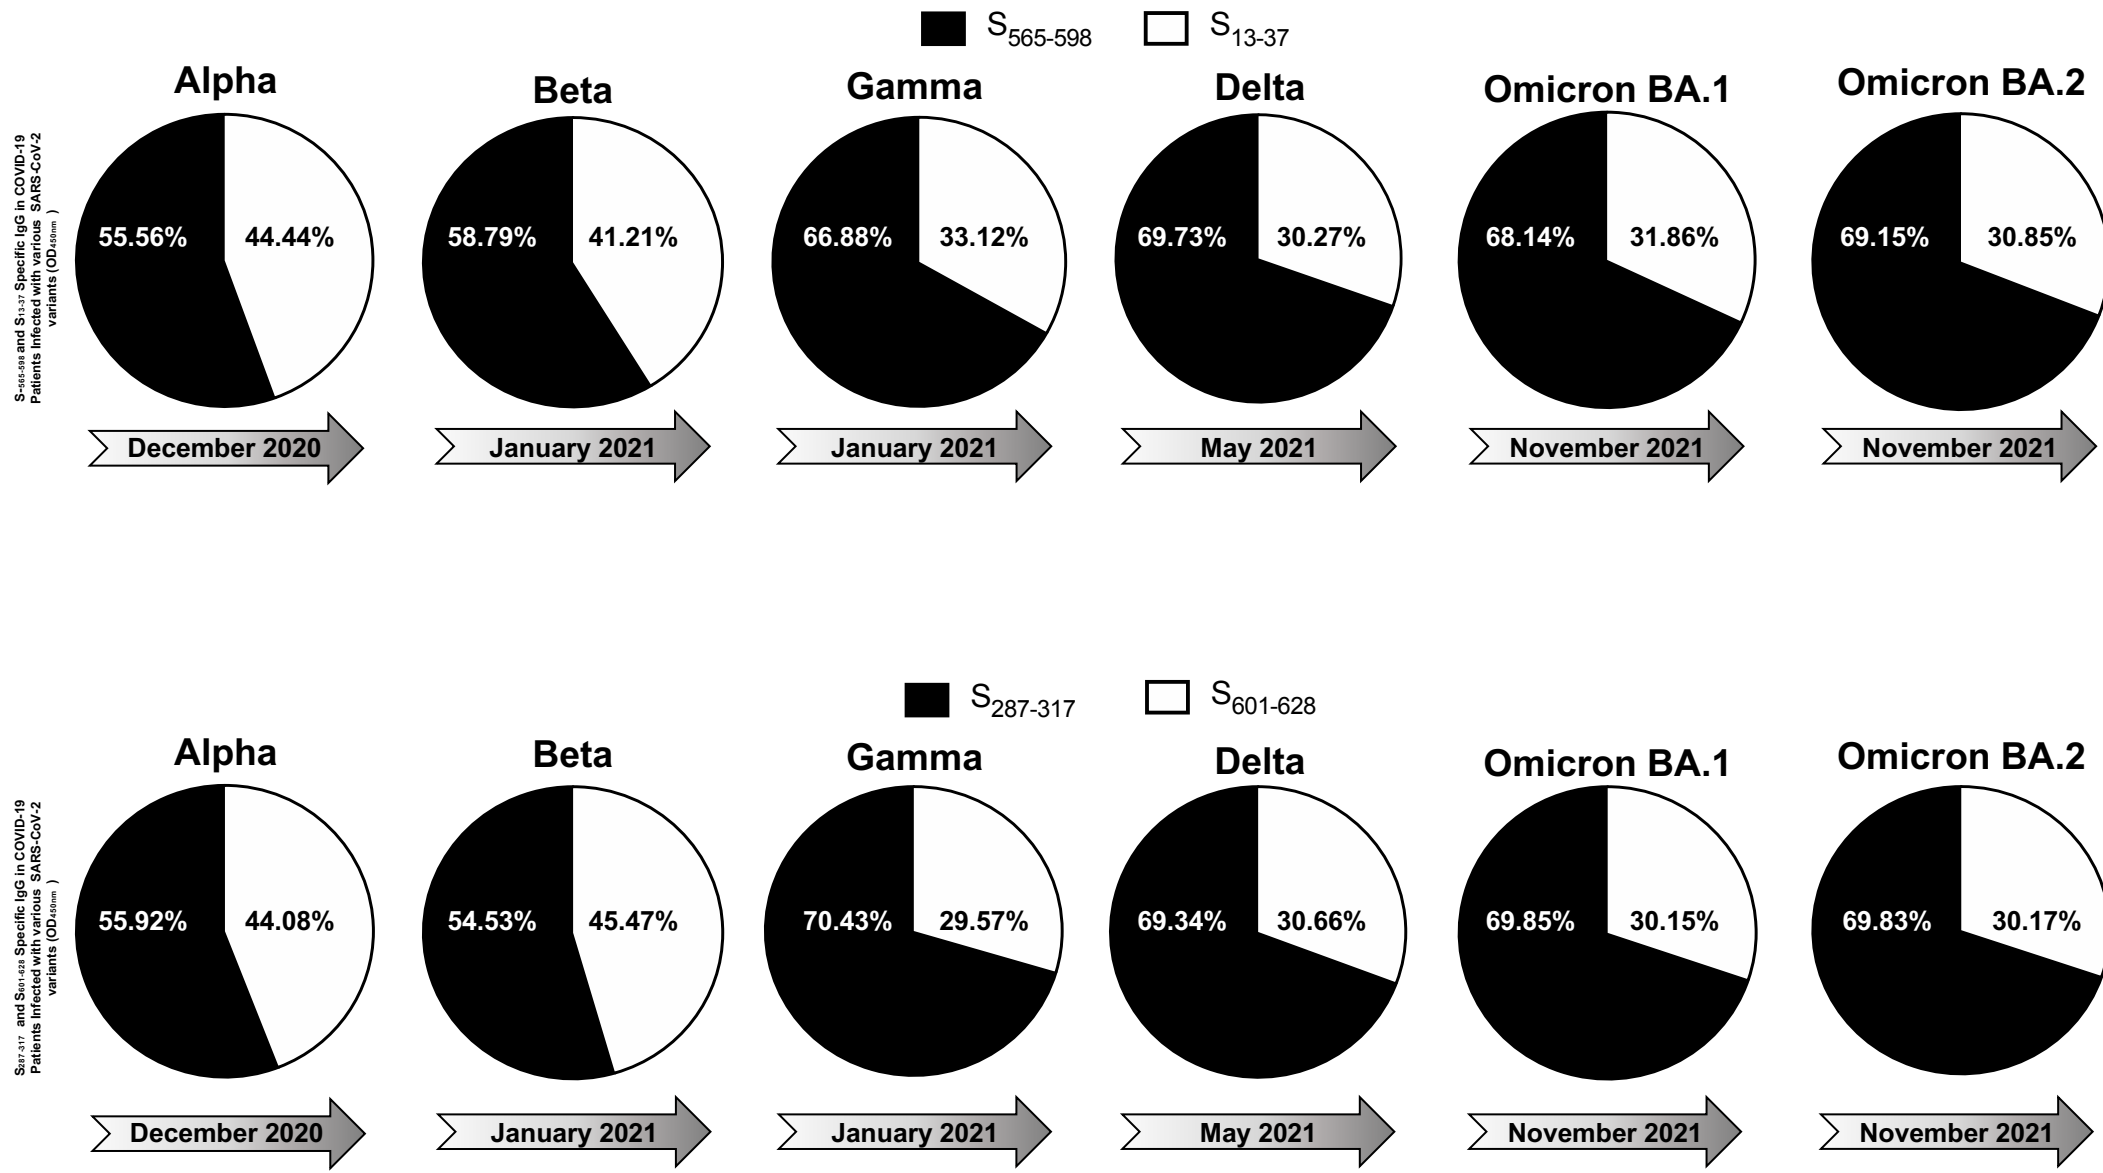 S565-598 S13-37
Alpha Beta Gamma Delta Omicron BA.1 Omicron BA.2
S-565-598 and S13-37 Specific IgG in COVID-19
Patients Infected with various SARS-CoV-2
variants (OD450nm )
55.56% 44.44% 58.79% 41.21% 66.88% 33.12% 69.73% 30.27% 68.14% 31.86% 69.15% 30.85%
December 2020 January 2021 January 2021 May 2021 November 2021 November 2021
S287-317 S601-628
Alpha Beta Gamma Delta Omicron BA.1 Omicron BA.2
S287-317 and S601-628 Specific IgG in COVID-19
Patients Infected with various SARS-CoV-2
variants (OD450nm )
55.92% 44.08% 54.53% 45.47% 70.43% 29.57% 69.34% 30.66% 69.85% 30.15% 69.83% 30.17%
December 2020 January 2021 January 2021 May 2021 November 2021 November 2021